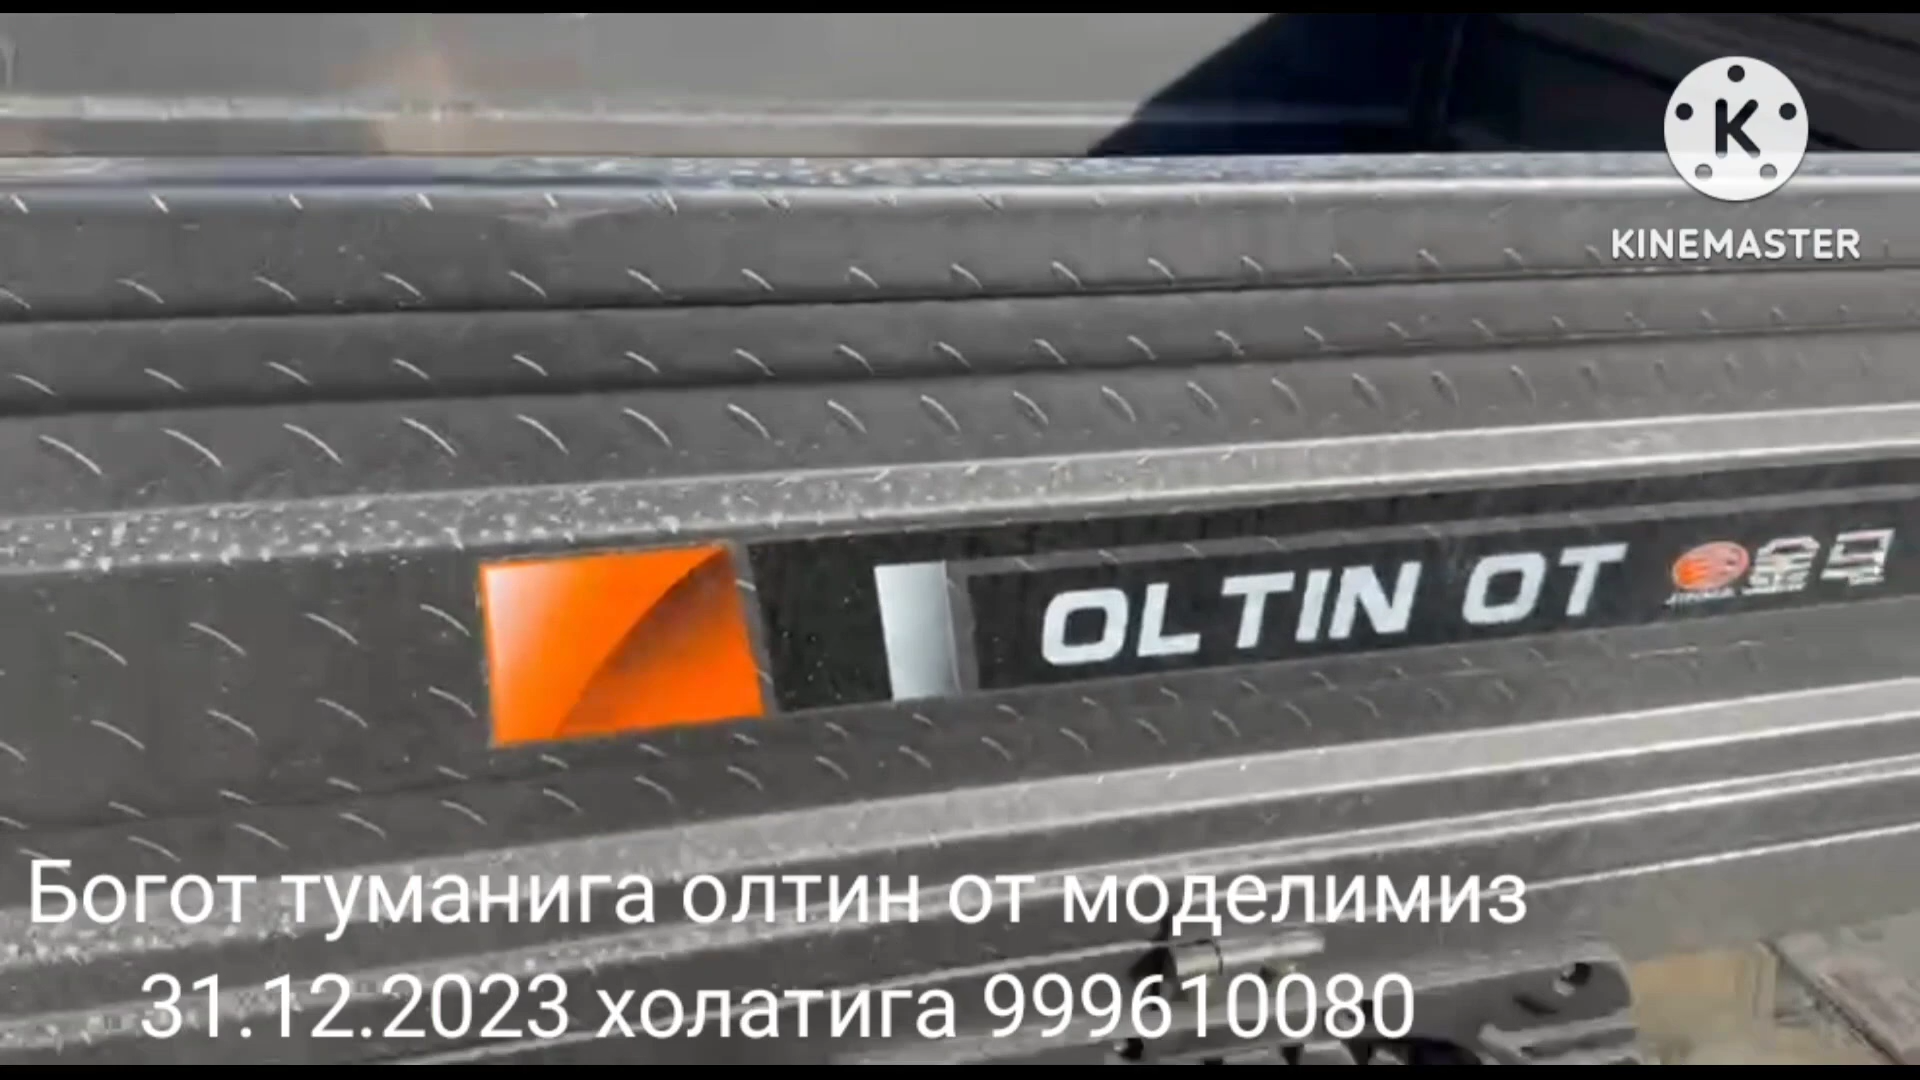 K
KINEMASTER
OLTIN OT
Богот туманига олтин от моделимиз
31.12.2023 холатига 999610080